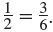 1/2 = 3/6.